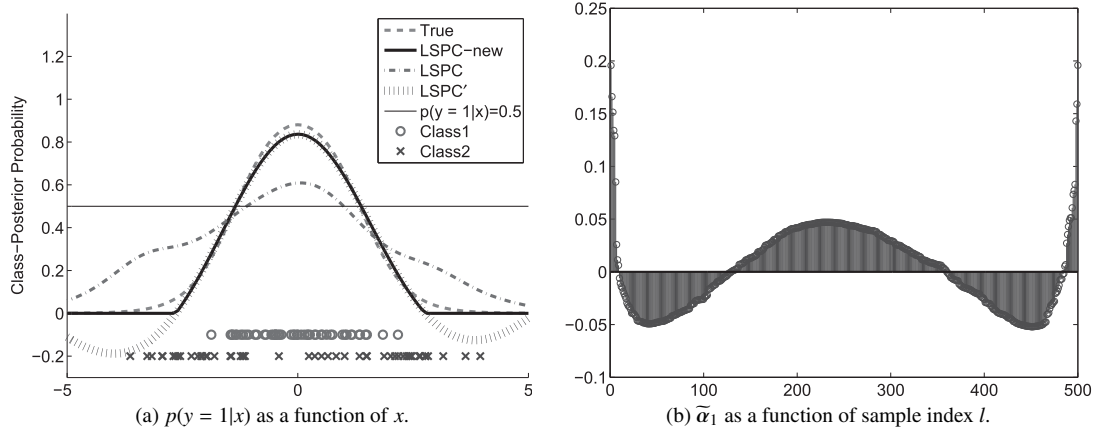 1.2
1
0.8
0.6
0.4
0.2
0
−0.2
−5
0
5
Class−Posterior Probability
True
LSPC−new
LSPC
LSPC′
p(y = 1|x)=0.5
Class1
Class2
(a) p(y = 1|x) as a function of x.
0.25
0.2
0.15
0.1
0.05
0
−0.05
−0.1
0
100
200
300
400
500
(b) α̃₁ as a function of sample index l.